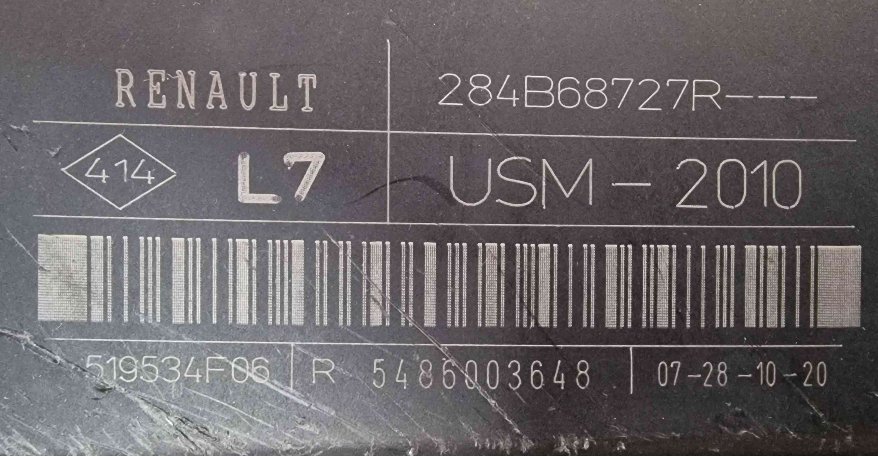 RENAULT 284B68727R---
414 L7 USM - 2010
519534F06 R 5486003648 07-28-10-20